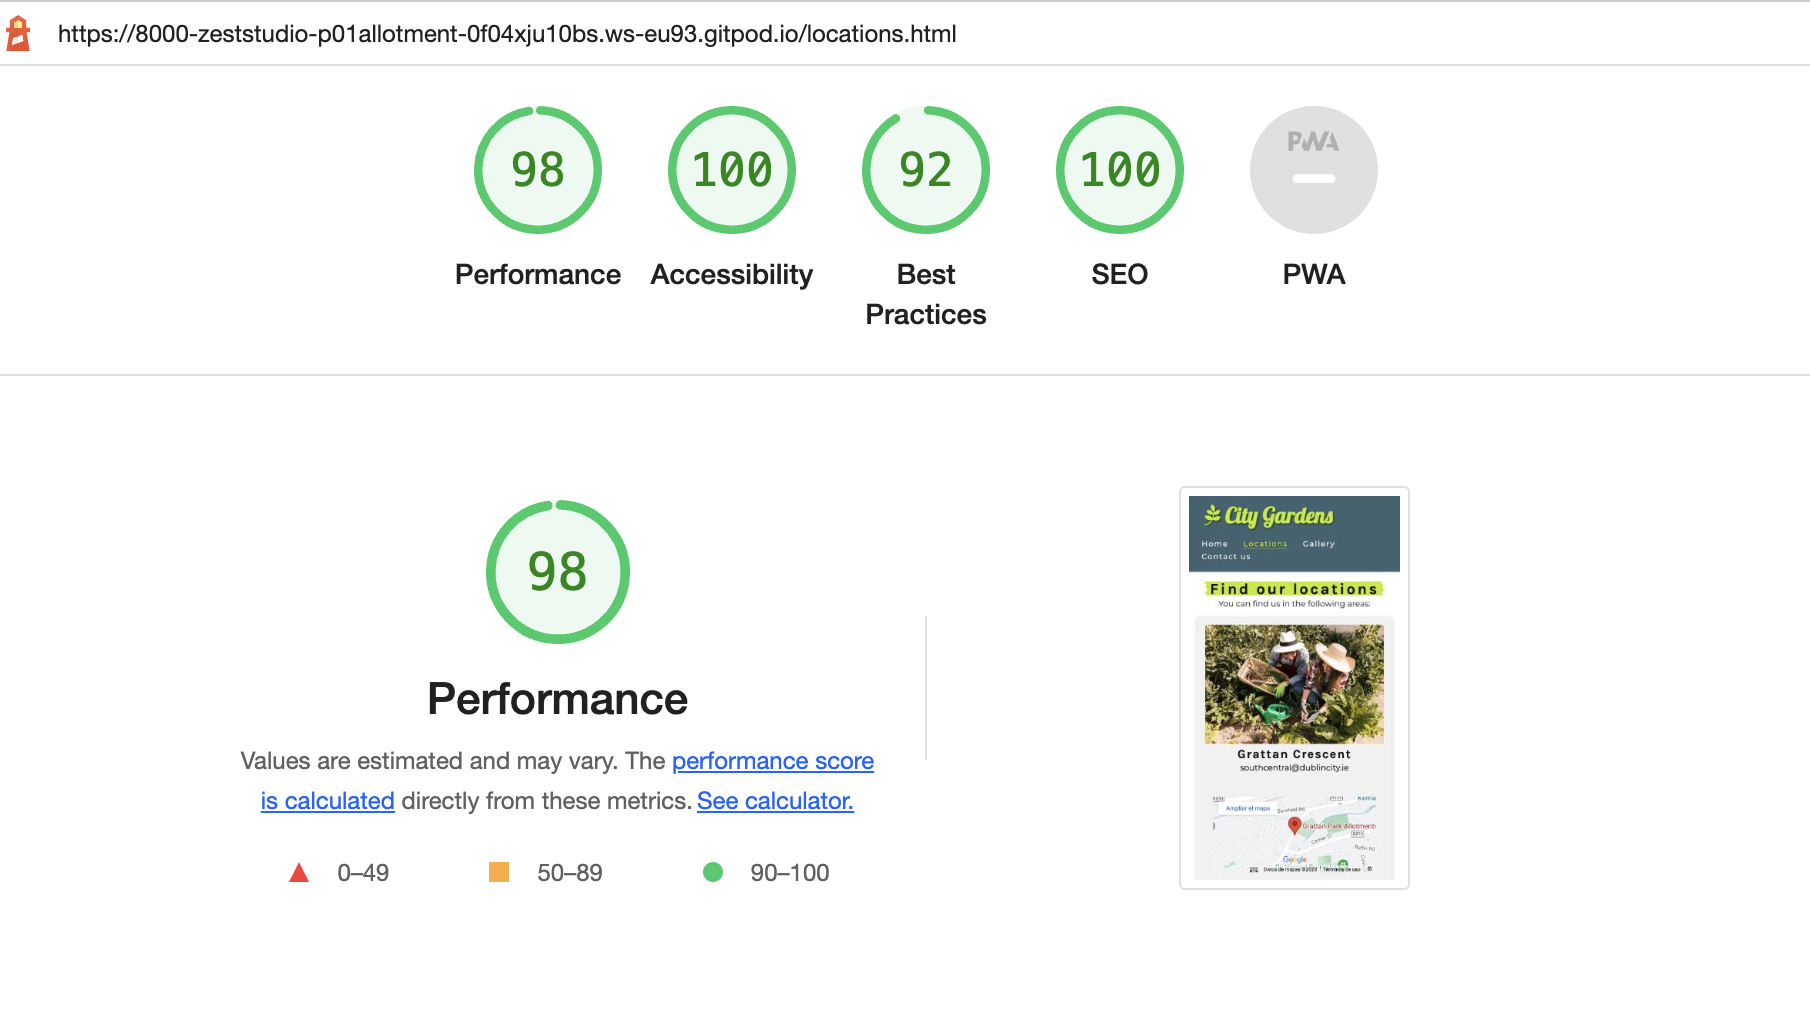 https://8000-zeststudio-p01allotment-0f04xju10bs.ws-eu93.gitpod.io/locations.html
98
100
92
100
PWA
Performance
Accessibility
Best
Practices
SEO
PWA
98
Performance
Values are estimated and may vary. The performance score
is calculated directly from these metrics. See calculator.
0–49
50–89
90–100
City Gardens
Home Locations Gallery
Contact us
Find our locations
You can find us in the following areas:
Grattan Crescent
southcentral@dublincity.ie
Ampliar el mapa
Grattan Park Allotments
Google
Datos de mapas ©2023 Términos de uso